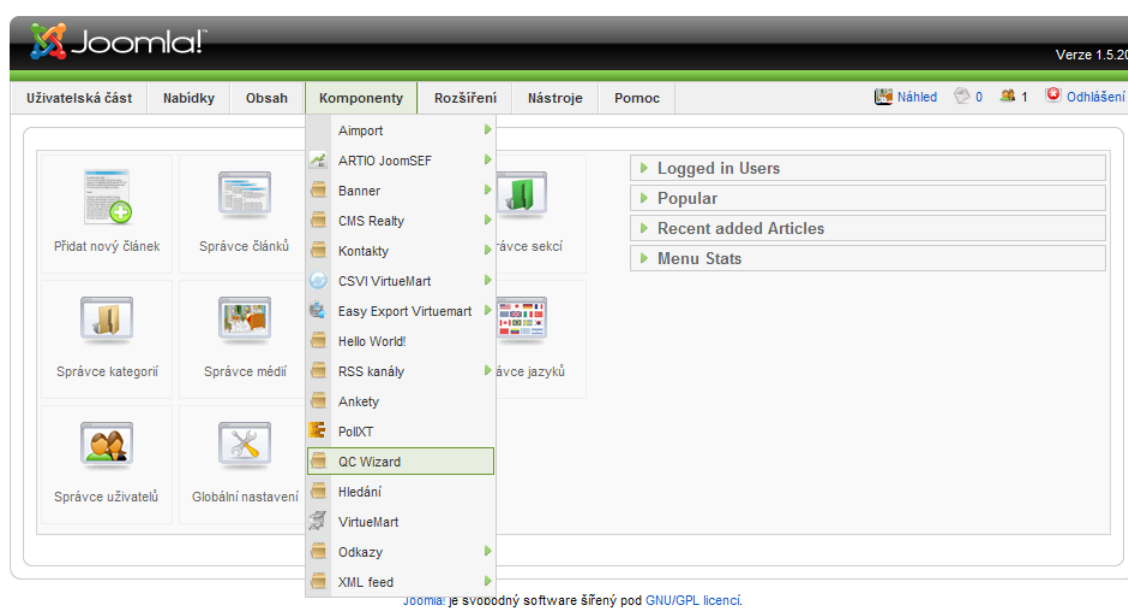 Joomla!
Verze 1.5.20
Uživatelská část Nabídky Obsah Komponenty Rozšíření Nástroje Pomoc Náhled 0 1 Odhlášení
Aimport
ARTIO JoomSEF
Banner
CMS Realty
Kontakty
CSVI VirtueMart
Easy Export Virtuemart
Hello World!
RSS kanály
Ankety
PollXT
QC Wizard
Hledání
VirtueMart
Odkazy
XML feed
Přidat nový článek
Správce článků
rávce sekcí
Správce kategorií
Správce médií
ávce jazyků
Správce uživatelů
Globální nastavení
Logged in Users
Popular
Recent added Articles
Menu Stats
Joomla! je svobodný software šířený pod GNU/GPL licencí.